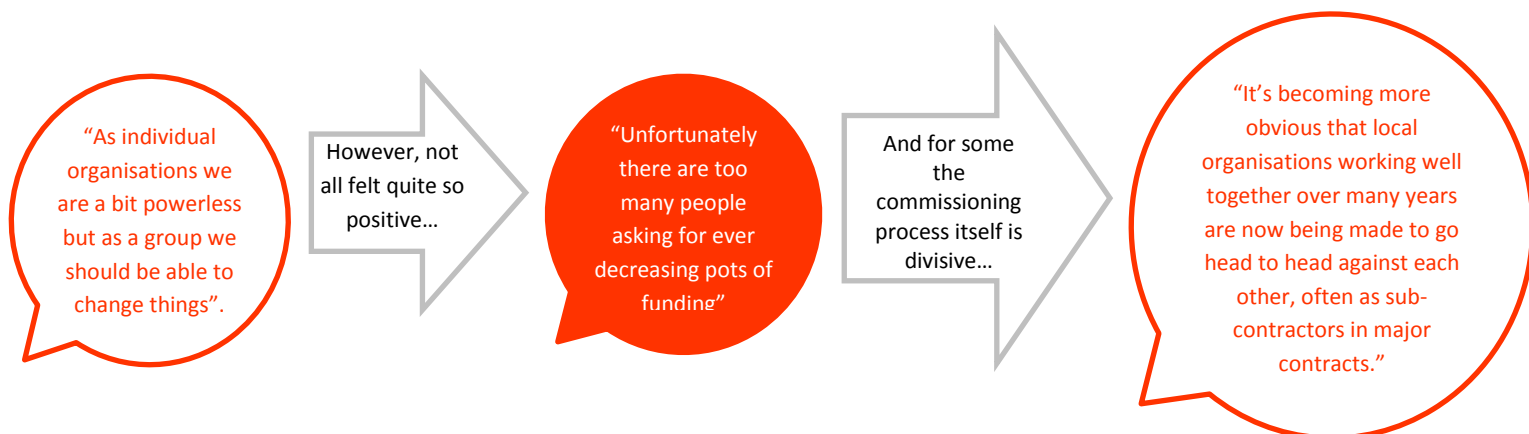 “As individual
organisations we
are a bit powerless
but as a group we
should be able to
change things”.
However, not
all felt quite so
positive…
“Unfortunately
there are too
many people
asking for ever
decreasing pots of
funding”
And for some
the
commissioning
process itself is
divisive…
“It’s becoming more
obvious that local
organisations working well
together over many years
are now being made to go
head to head against each
other, often as sub-
contractors in major
contracts.”